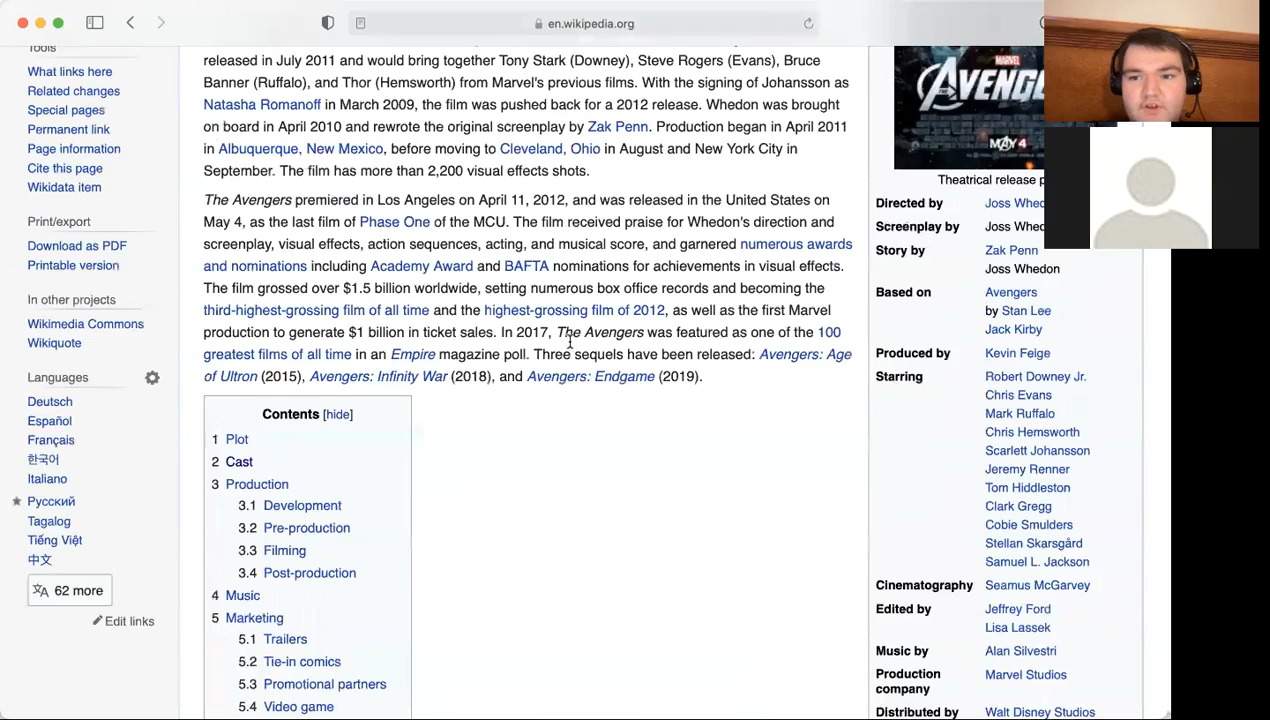 en.wikipedia.org
Tools
What links here
Related changes
Special pages
Permanent link
Page information
Cite this page
Wikidata item
Print/export
Download as PDF
Printable version
In other projects
Wikimedia Commons
Wikiquote
Languages
Deutsch
Español
Français
한국어
Italiano
Русский
Tagalog
Tiếng Việt
中文
62 more
Edit links
released in July 2011 and would bring together Tony Stark (Downey), Steve Rogers (Evans), Bruce
Banner (Ruffalo), and Thor (Hemsworth) from Marvel's previous films. With the signing of Johansson as
Natasha Romanoff in March 2009, the film was pushed back for a 2012 release. Whedon was brought
on board in April 2010 and rewrote the original screenplay by Zak Penn. Production began in April 2011
in Albuquerque, New Mexico, before moving to Cleveland, Ohio in August and New York City in
September. The film has more than 2,200 visual effects shots.
The Avengers premiered in Los Angeles on April 11, 2012, and was released in the United States on
May 4, as the last film of Phase One of the MCU. The film received praise for Whedon's direction and
screenplay, visual effects, action sequences, acting, and musical score, and garnered numerous awards
and nominations including Academy Award and BAFTA nominations for achievements in visual effects.
The film grossed over $1.5 billion worldwide, setting numerous box office records and becoming the
third-highest-grossing film of all time and the highest-grossing film of 2012, as well as the first Marvel
production to generate $1 billion in ticket sales. In 2017, The Avengers was featured as one of the 100
greatest films of all time in an Empire magazine poll. Three sequels have been released: Avengers: Age
of Ultron (2015), Avengers: Infinity War (2018), and Avengers: Endgame (2019).
Contents [hide]
1 Plot
2 Cast
3 Production
3.1 Development
3.2 Pre-production
3.3 Filming
3.4 Post-production
4 Music
5 Marketing
5.1 Trailers
5.2 Tie-in comics
5.3 Promotional partners
5.4 Video game
MARVEL
AVENG
MAY 4
Theatrical release p
Directed by Joss Whe
Screenplay by Joss Whe
Story by Zak Penn
Joss Whedon
Based on Avengers
by Stan Lee
Jack Kirby
Produced by Kevin Feige
Starring Robert Downey Jr.
Chris Evans
Mark Ruffalo
Chris Hemsworth
Scarlett Johansson
Jeremy Renner
Tom Hiddleston
Clark Gregg
Cobie Smulders
Stellan Skarsgård
Samuel L. Jackson
Cinematography Seamus McGarvey
Edited by Jeffrey Ford
Lisa Lassek
Music by Alan Silvestri
Production Marvel Studios
company
Distributed by Walt Disney Studios